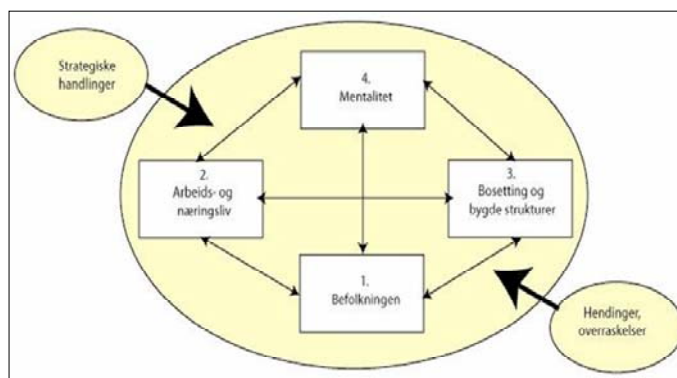 Strategiske
handlinger
4.
Mentalitet
2.
Arbeids- og
næringsliv
3.
Bosetting og
bygde strukturer
1.
Befolkningen
Hendinger,
overraskelser